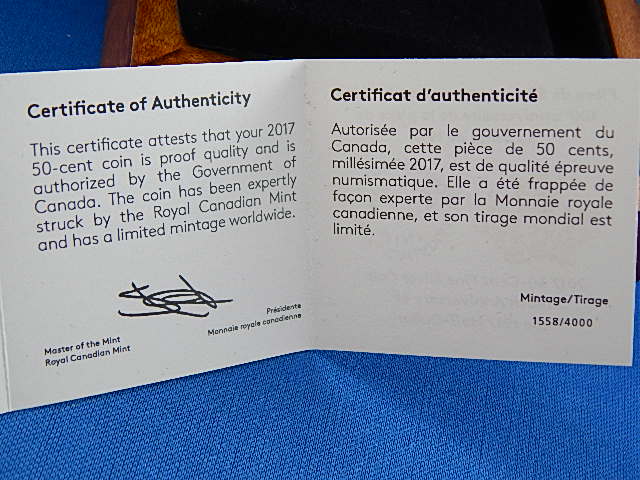 Certificate of Authenticity
This certificate attests that your 2017
50-cent coin is proof quality and is
authorized by the Government of
Canada. The coin has been expertly
struck by the Royal Canadian Mint
and has a limited mintage worldwide.
Master of the Mint
Royal Canadian Mint
Présidente
Monnaie royale canadienne
Certificat d'authenticité
Autorisée par le gouvernement du
Canada, cette pièce de 50 cents,
millésimée 2017, est de qualité épreuve
numismatique. Elle a été frappée de
façon experte par la Monnaie royale
canadienne, et son tirage mondial est
limité.
Mintage/Tirage
1558/4000